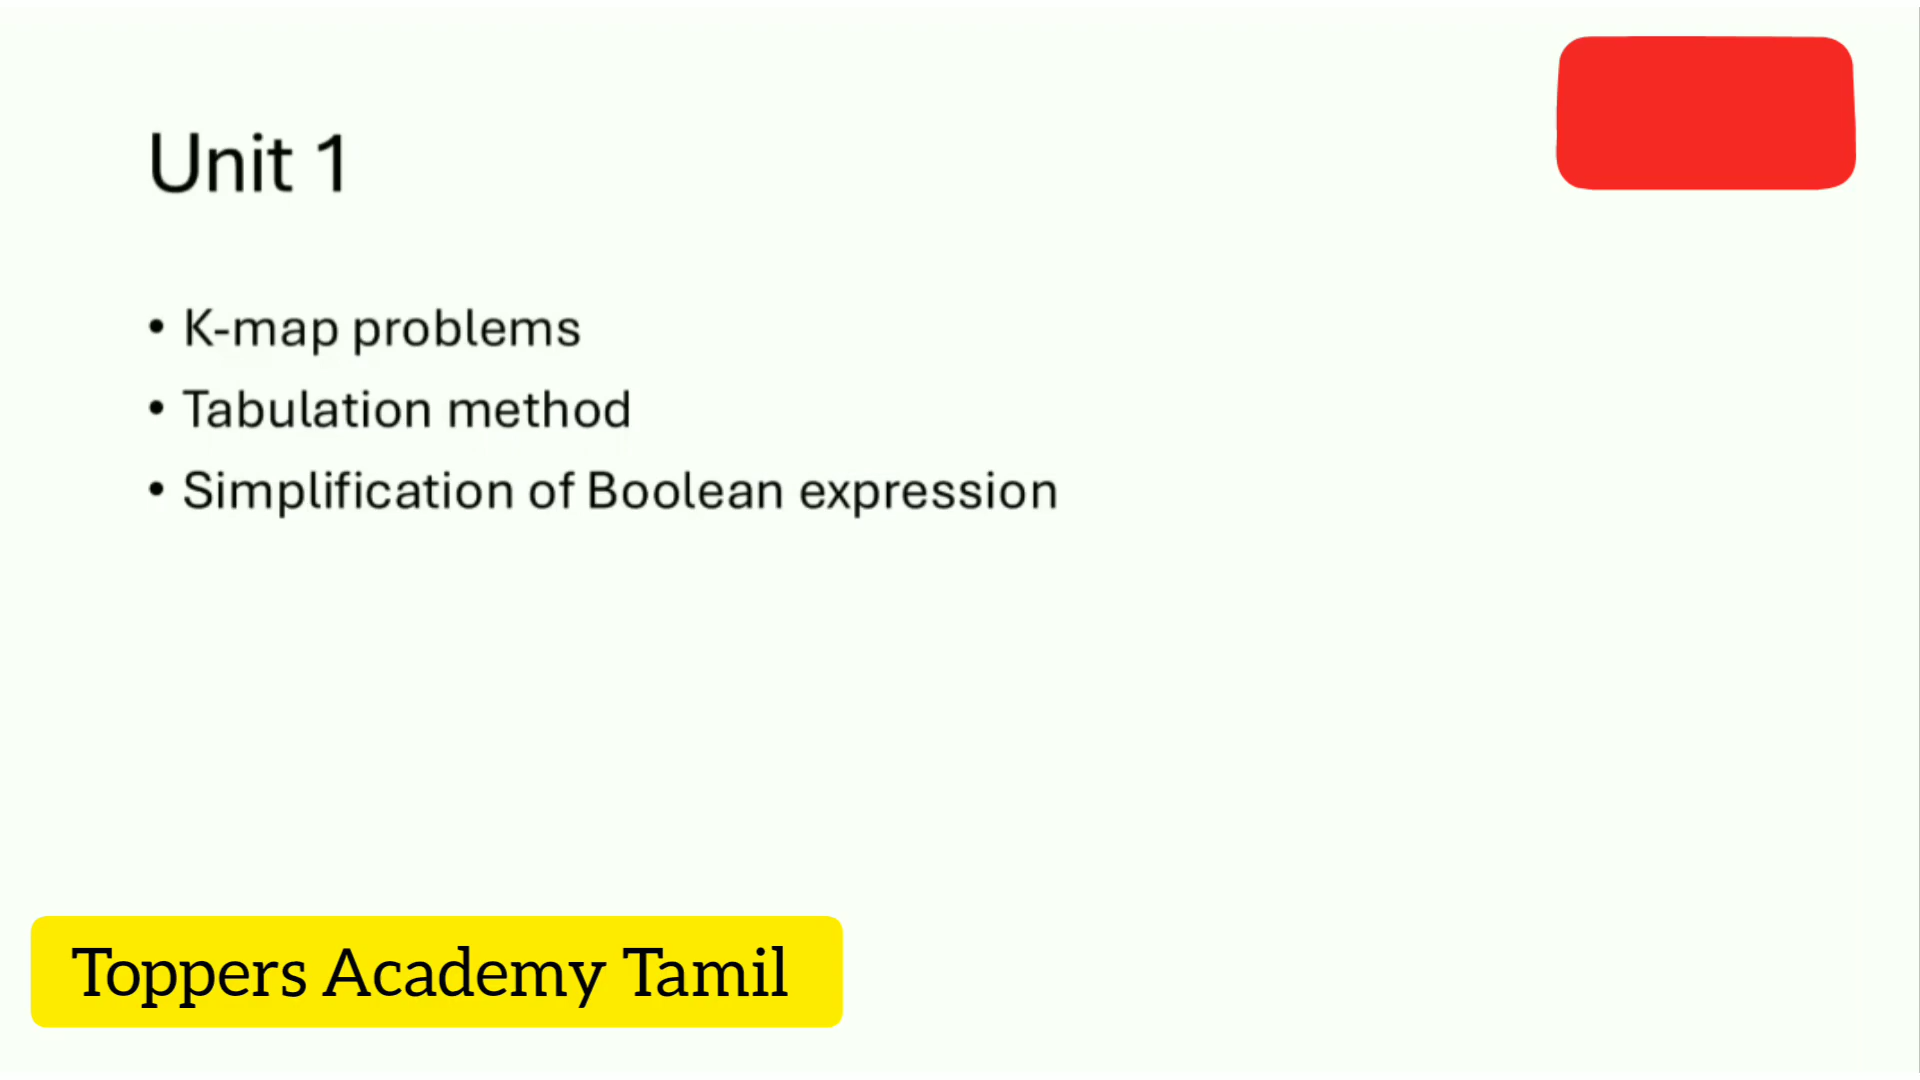 Unit 1
• K-map problems
• Tabulation method
• Simplification of Boolean expression
Toppers Academy Tamil